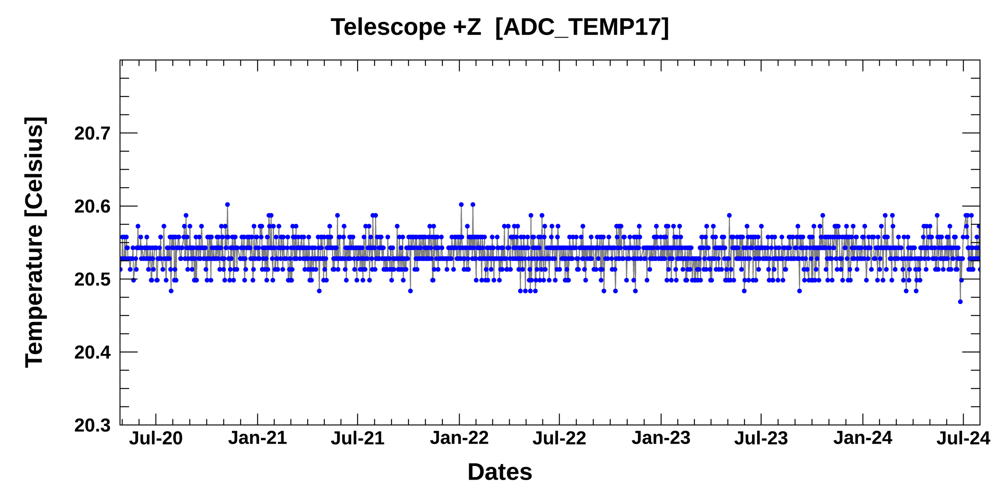 Telescope +Z [ADC_TEMP17]
Temperature [Celsius]
20.7
20.6
20.5
20.4
20.3
Jul-20 Jan-21 Jul-21 Jan-22 Jul-22 Jan-23 Jul-23 Jan-24 Jul-24
Dates